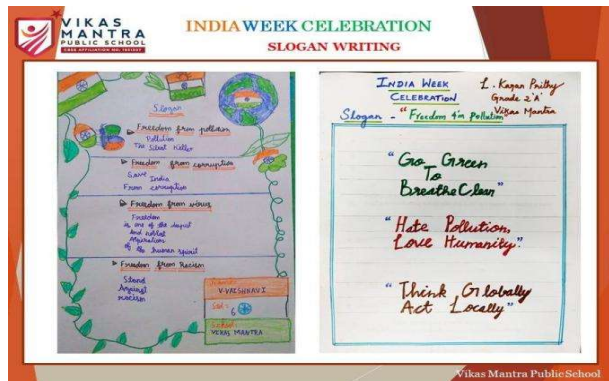 VIKAS
MANTRA
PUBLIC SCHOOL
INDIA WEEK CELEBRATION
SLOGAN WRITING
Slogan
Freedom from pollution
Pollution
The Silent Killer
Freedom from corruption
Save
India
From corruption
Freedom from virus
Freedom
is one of the deepest
And noblest
Aspirations
of the human spirit
Freedom from Racism
Stand
Against
racism
V.VAISHNAVI
6
VIKAS MANTRA
INDIA WEEK
CELEBRATION
L. Kagan Prithy
Grade 2 'A'
Vikas Mantra
Slogan - "Freedom 4'm Pollution"
"Go Green
To
Breathe Clean"
"Hate Pollution,
Love Humanity."
"Think Globally
Act Locally"
Vikas Mantra Public School